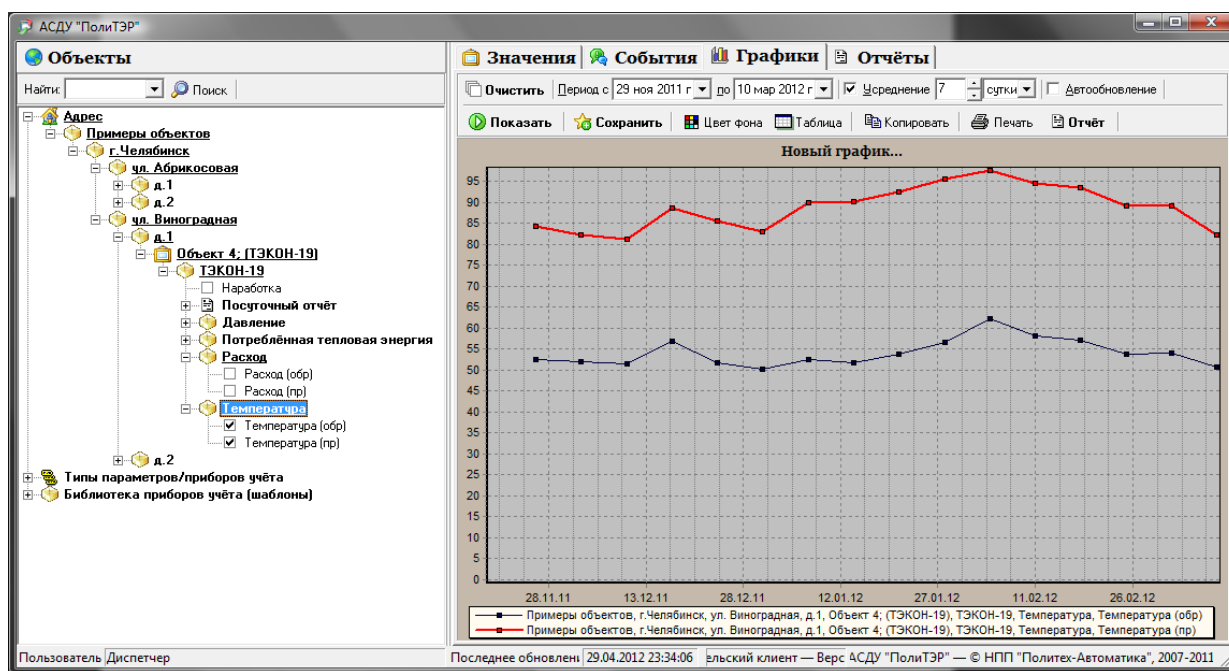 АСДУ "ПолиТЭР"
Объекты
Найти:
Поиск
Адрес
Примеры объектов
г.Челябинск
ул. Абрикосовая
д.1
д.2
ул. Виноградная
д.1
Объект 4; (ТЭКОН-19)
ТЭКОН-19
Наработка
Посуточный отчёт
Давление
Потреблённая тепловая энергия
Расход
Расход (обр)
Расход (пр)
Температура
Температура (обр)
Температура (пр)
д.2
Типы параметров/приборов учёта
Библиотека приборов учёта (шаблоны)
Значения События Графики Отчёты
Очистить Период с 29 ноя 2011 г по 10 мар 2012 г Усреднение 7 сутки Автообновление
Показать Сохранить Цвет фона Таблица Копировать Печать Отчёт
Новый график...
95
90
85
80
75
70
65
60
55
50
45
40
35
30
25
20
15
10
5
0
28.11.11 13.12.11 28.12.11 12.01.12 27.01.12 11.02.12 26.02.12
Примеры объектов, г.Челябинск, ул. Виноградная, д.1, Объект 4; (ТЭКОН-19), ТЭКОН-19, Температура, Температура (обр)
Примеры объектов, г.Челябинск, ул. Виноградная, д.1, Объект 4; (ТЭКОН-19), ТЭКОН-19, Температура, Температура (пр)
Пользователь Диспетчер Последнее обновлени 29.04.2012 23:34:06 ельский клиент — Верс АСДУ "ПолиТЭР" — © НПП "Политех-Автоматика", 2007-2011